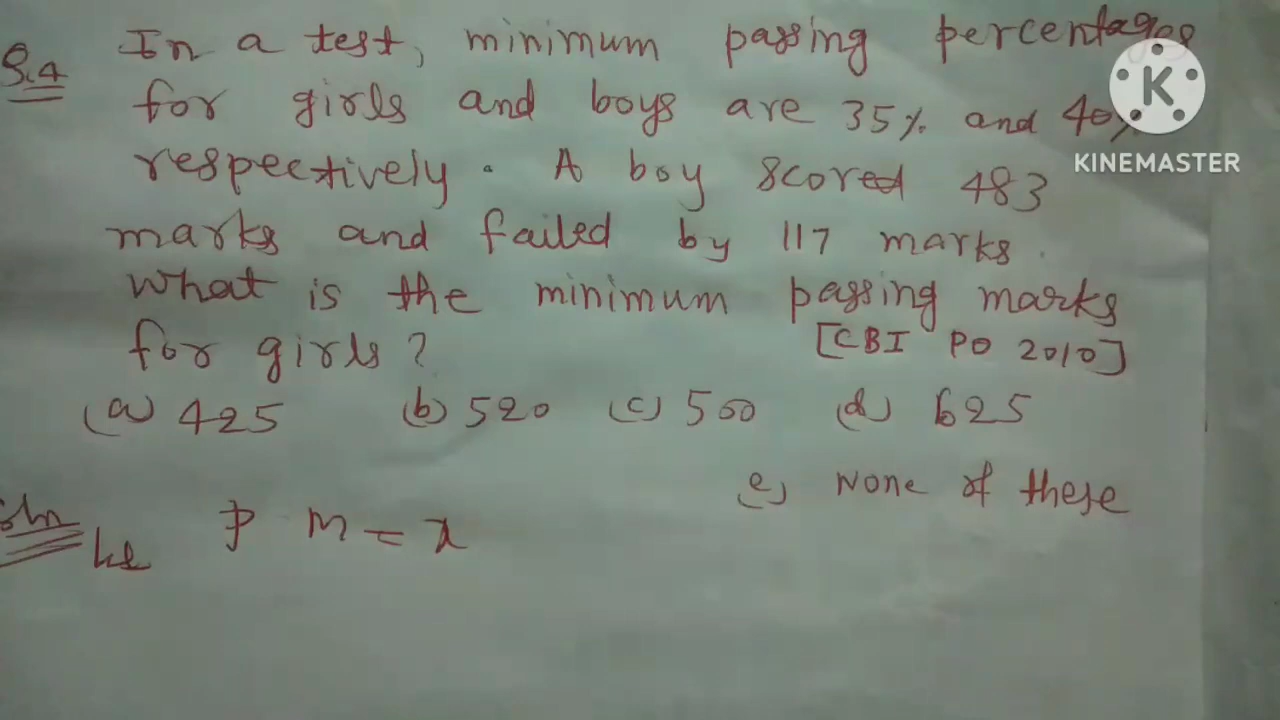 Q.4 In a test, minimum passing percentages
for girls and boys are 35% and 40%
respectively. A boy scored 483
marks and failed by 117 marks.
What is the minimum passing marks
for girls? [CBI PO 2010]
(a) 425 (b) 520 (c) 500 (d) 625
(e) None of these
Soln
let P M = x
K
KINEMASTER